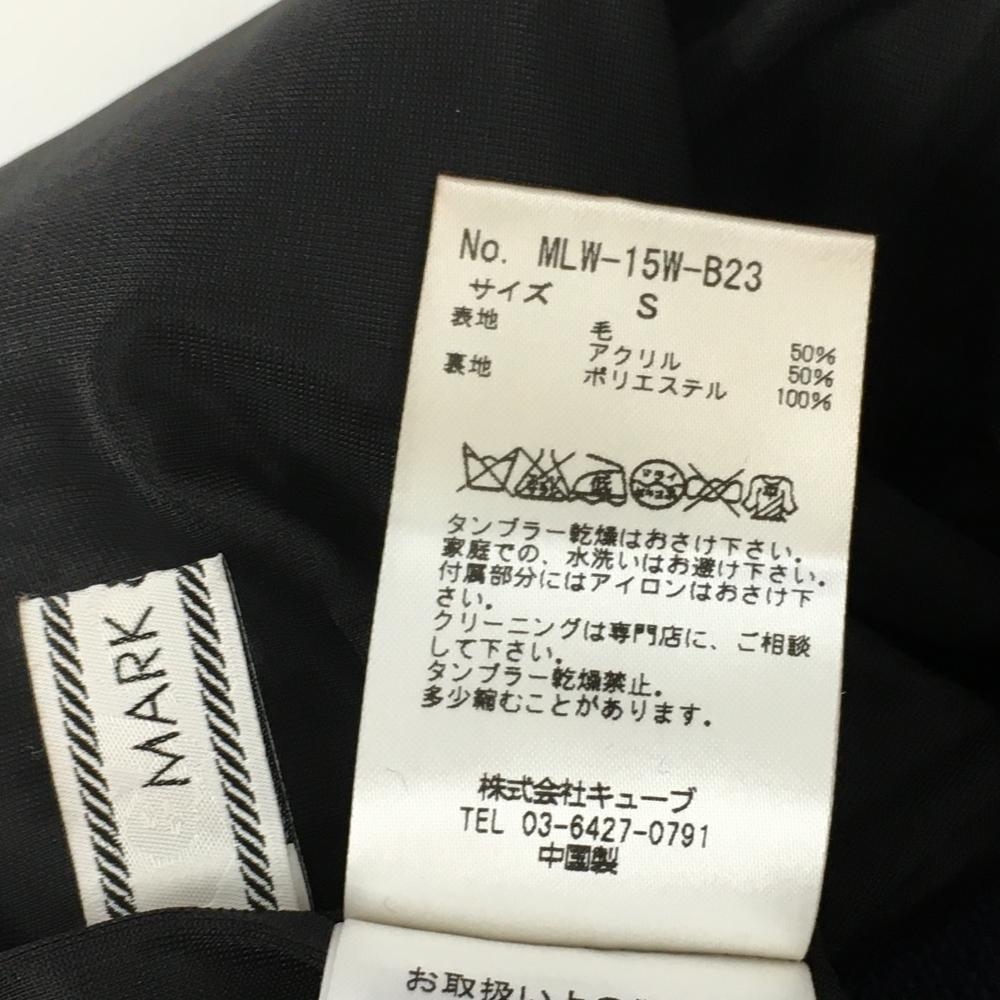 No. MLW-15W-B23
サイズ S
表地 毛 50%
アクリル 50%
裏地 ポリエステル 100%
タンブラー乾燥はおさけ下さい。
家庭での、水洗いはお避け下さい。
付属部分にはアイロンはおさけ下
さい。
クリーニングは専門店に、ご相談
して下さい。
タンブラー乾燥禁止。
多少縮むことがあります。
株式会社キューブ
TEL 03-6427-0791
中国製
MARK
お取扱い上の